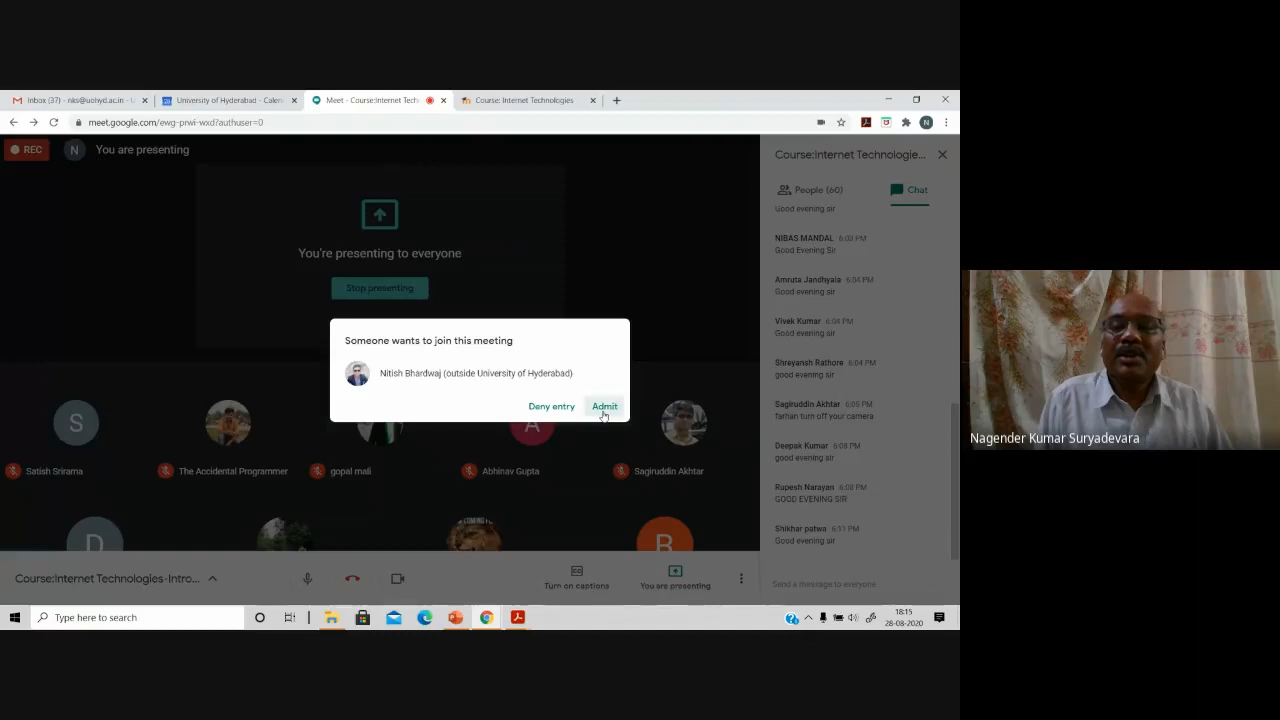 Inbox (37) - nks@uohyd.ac.in -
University of Hyderabad - Calen
Meet - Course:Internet Tech
Course: Internet Technologies
meet.google.com/ewg-prwi-wxd?authuser=0
N
REC
N
You are presenting
Course:Internet Technologie...
People (60)
Chat
You're presenting to everyone
Stop presenting
Good evening sir
NIBAS MANDAL 6:03 PM
Good Evening Sir
Amruta Jandhyala 6:04 PM
Good evening sir
Vivek Kumar 6:04 PM
Good evening sir
Shreyansh Rathore 6:04 PM
good evening sir
Sagiruddin Akhtar 6:05 PM
farhan turn off your camera
Deepak Kumar 6:08 PM
good evening sir
Rupesh Narayan 6:08 PM
GOOD EVENING SIR
Shikhar patwa 6:11 PM
Good evening sir
Send a message to everyone
Someone wants to join this meeting
Nitish Bhardwaj (outside University of Hyderabad)
Deny entry
Admit
S
A
Satish Srirama
The Accidental Programmer
gopal mali
Abhinav Gupta
Sagiruddin Akhtar
D
B
Course:Internet Technologies-Intro...
Turn on captions
You are presenting
Type here to search
18:15
28-08-2020
Nagender Kumar Suryadevara